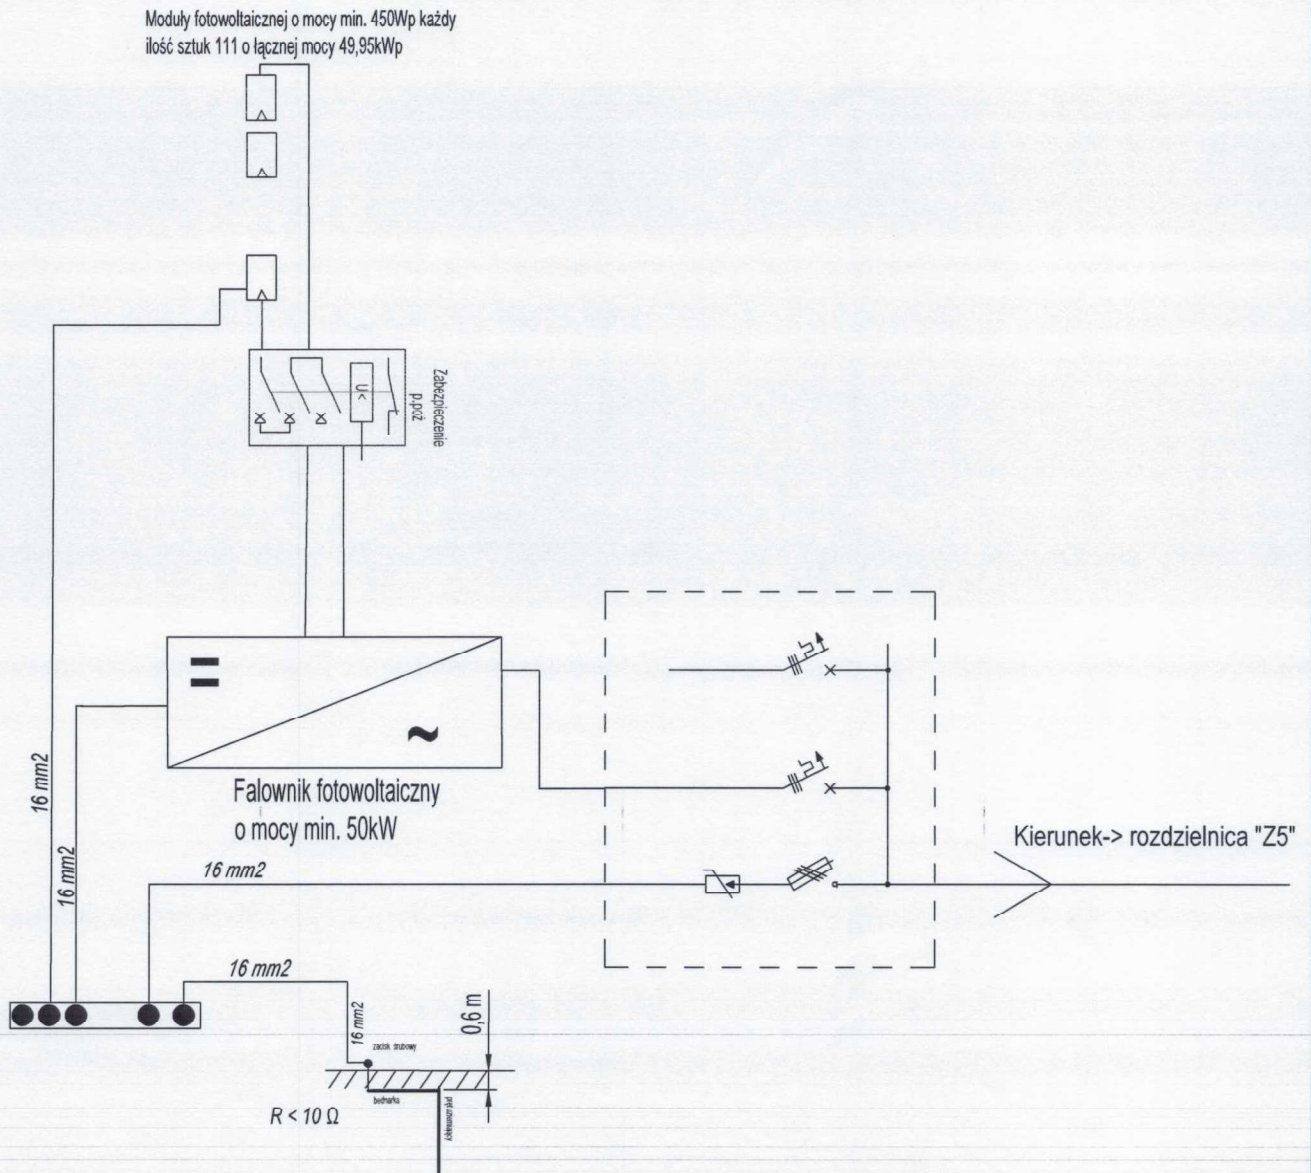 Moduły fotowoltaicznej o mocy min. 450Wp każdy
ilość sztuk 111 o łącznej mocy 49,95kWp
U<
Zabezpieczenie
p.poż
16 mm2
16 mm2
Falownik fotowoltaiczny
o mocy min. 50kW
16 mm2
Kierunek-> rozdzielnica "Z5"
16 mm2
16 mm2
zacisk śrubowy
0,6 m
bednarka
pręt uziemiający
R < 10 Ω